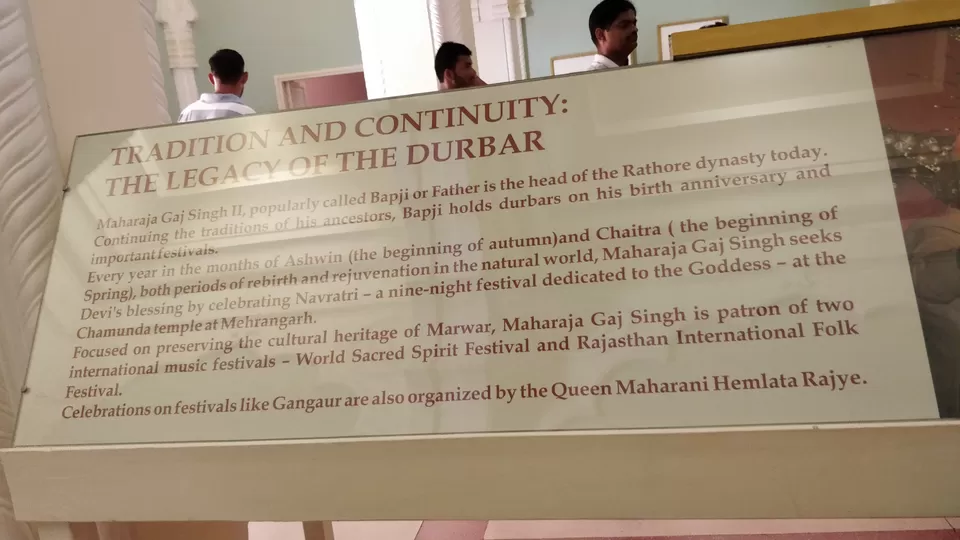 TRADITION AND CONTINUITY:
THE LEGACY OF THE DURBAR
Maharaja Gaj Singh II, popularly called Bapji or Father is the head of the Rathore dynasty today.
Continuing the traditions of his ancestors, Bapji holds durbars on his birth anniversary and
important festivals.
Every year in the months of Ashwin (the beginning of autumn)and Chaitra ( the beginning of
Spring), both periods of rebirth and rejuvenation in the natural world, Maharaja Gaj Singh seeks
Devi's blessing by celebrating Navratri – a nine-night festival dedicated to the Goddess – at the
Chamunda temple at Mehrangarh.
Focused on preserving the cultural heritage of Marwar, Maharaja Gaj Singh is patron of two
international music festivals – World Sacred Spirit Festival and Rajasthan International Folk
Festival.
Celebrations on festivals like Gangaur are also organized by the Queen Maharani Hemlata Rajye.